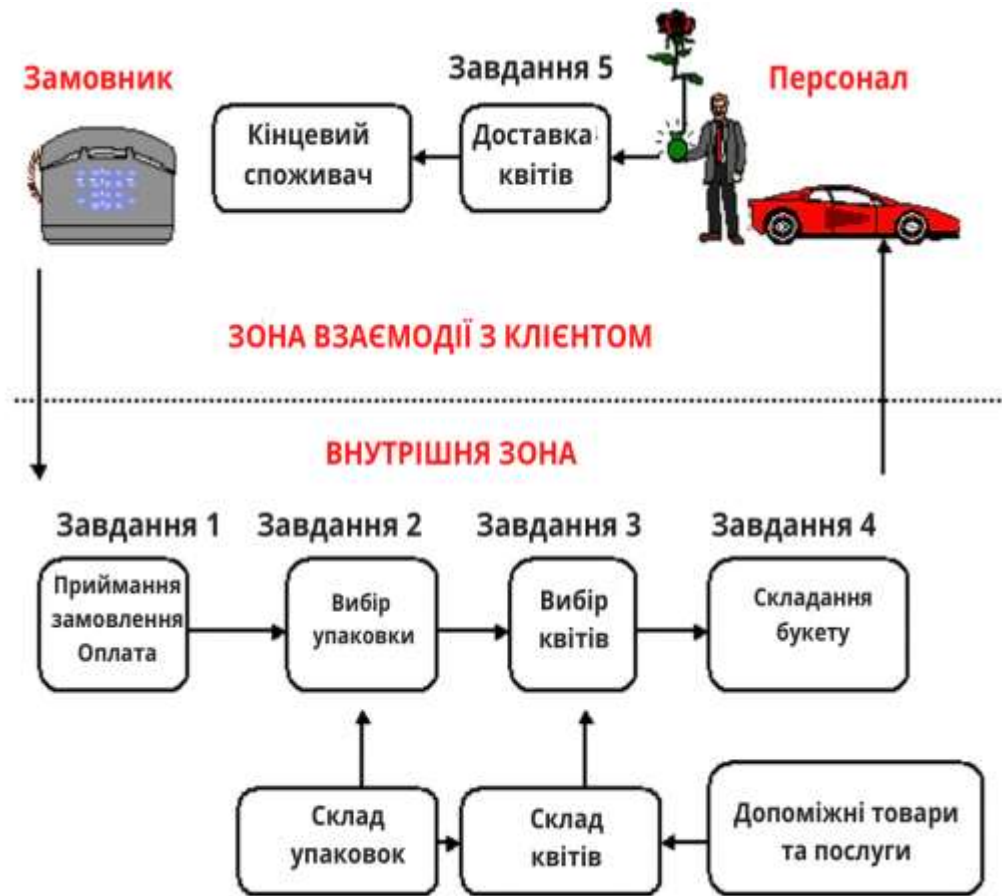 Замовник
Завдання 5
Персонал
Кінцевий
споживач
Доставка
квітів
ЗОНА ВЗАЄМОДІЇ З КЛІЄНТОМ
ВНУТРІШНЯ ЗОНА
Завдання 1
Завдання 2
Завдання 3
Завдання 4
Приймання
замовлення
Оплата
Вибір
упаковки
Вибір
квітів
Складання
букету
Склад
упаковок
Склад
квітів
Допоміжні товари
та послуги